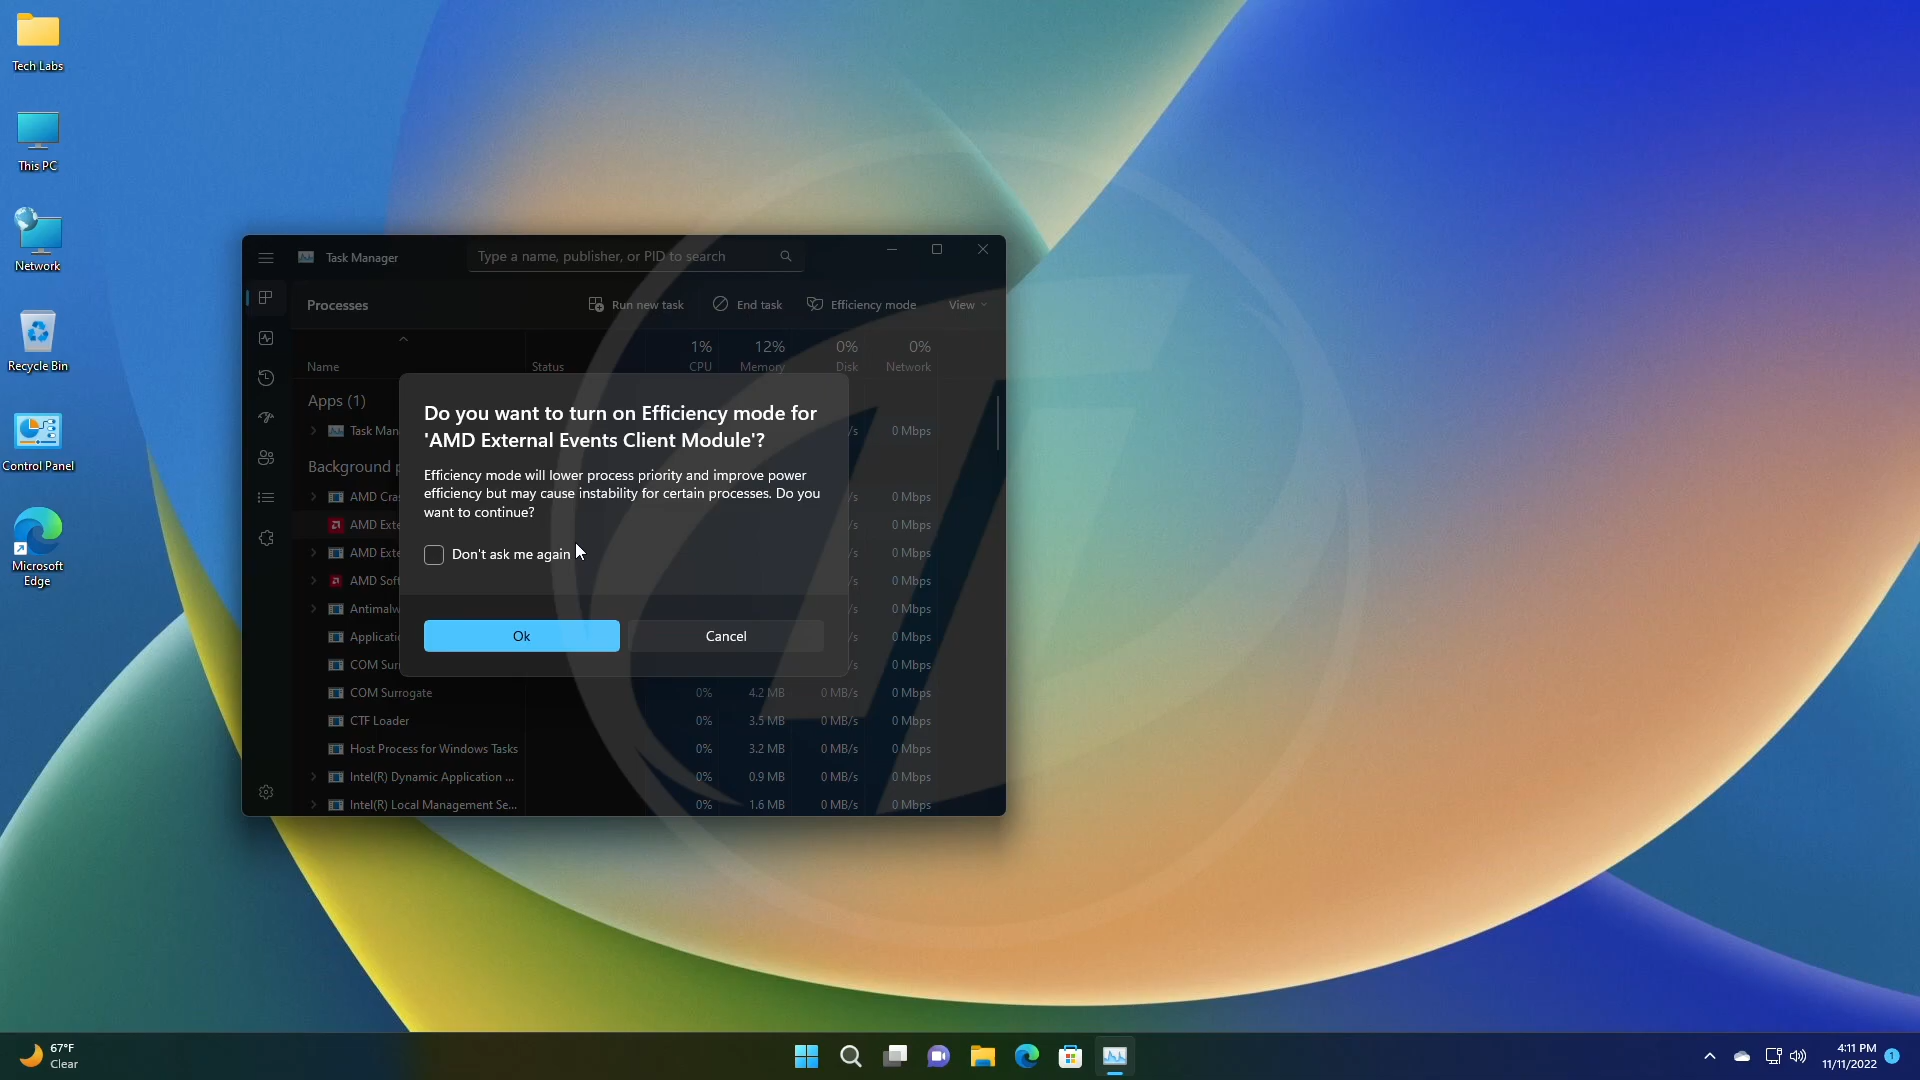 Tech Labs
This PC
Network
Recycle Bin
Control Panel
Microsoft
Edge
Task Manager
Type a name, publisher, or PID to search
Processes
Run new task
End task
Efficiency mode
View
1%
12%
0%
0%
Name
Status
CPU
Memory
Disk
Network
Apps (1)
Task Man
/s
0 Mbps
Background p
AMD Cras
/s
0 Mbps
AMD Exte
/s
0 Mbps
AMD Exte
/s
0 Mbps
AMD Soft
/s
0 Mbps
Antimalw
/s
0 Mbps
Applicatio
/s
0 Mbps
COM Surr
/s
0 Mbps
COM Surrogate
0%
4.2 MB
0 MB/s
0 Mbps
CTF Loader
0%
3.5 MB
0 MB/s
0 Mbps
Host Process for Windows Tasks
0%
3.2 MB
0 MB/s
0 Mbps
Intel(R) Dynamic Application ...
0%
0.9 MB
0 MB/s
0 Mbps
Intel(R) Local Management Se...
0%
1.6 MB
0 MB/s
0 Mbps
Do you want to turn on Efficiency mode for
'AMD External Events Client Module'?
Efficiency mode will lower process priority and improve power
efficiency but may cause instability for certain processes. Do you
want to continue?
Don't ask me again
Ok
Cancel
67°F
Clear
4:11 PM
11/11/2022
1